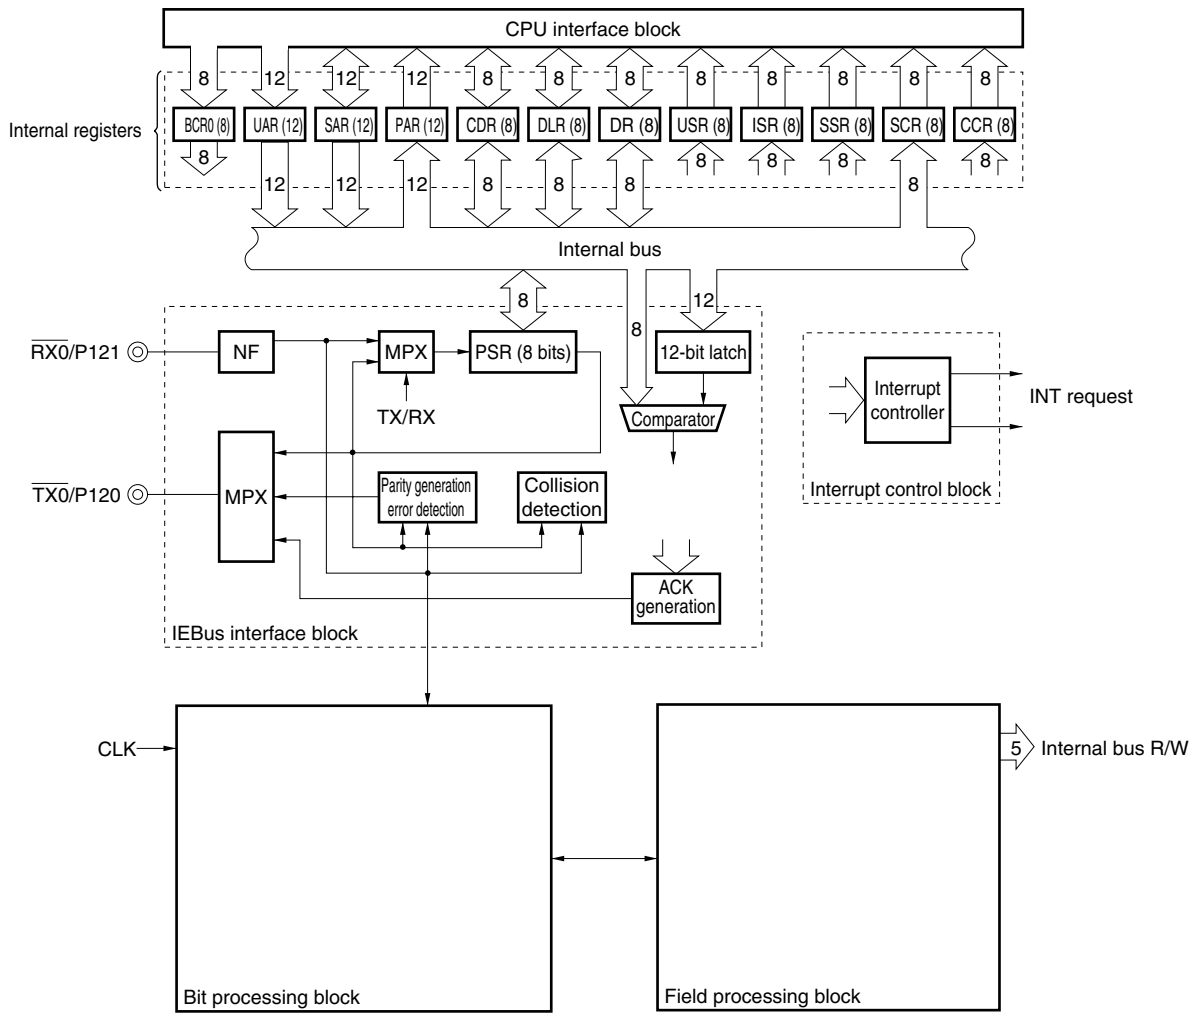 CPU interface block
8 12 12 12 8 8 8 8 8 8 8 8
Internal registers
BCR0 (8) UAR (12) SAR (12) PAR (12) CDR (8) DLR (8) DR (8) USR (8) ISR (8) SSR (8) SCR (8) CCR (8)
8 8 8 8 8
12 12 12 8 8 8 8
Internal bus
8 12
8
RX0/P121
NF
MPX
PSR (8 bits)
12-bit latch
TX/RX
Comparator
Interrupt
controller
INT request
Interrupt control block
TX0/P120
MPX
Parity generation
error detection
Collision
detection
ACK
generation
IEBus interface block
CLK
5 Internal bus R/W
Bit processing block
Field processing block